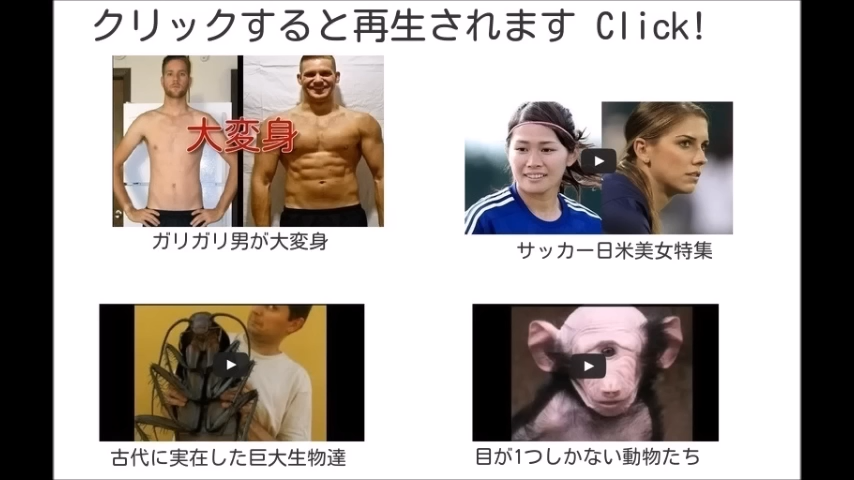 クリックすると再生されます Click!
大変身
ガリガリ男が大変身
サッカー日米美女特集
古代に実在した巨大生物達
目が1つしかない動物たち